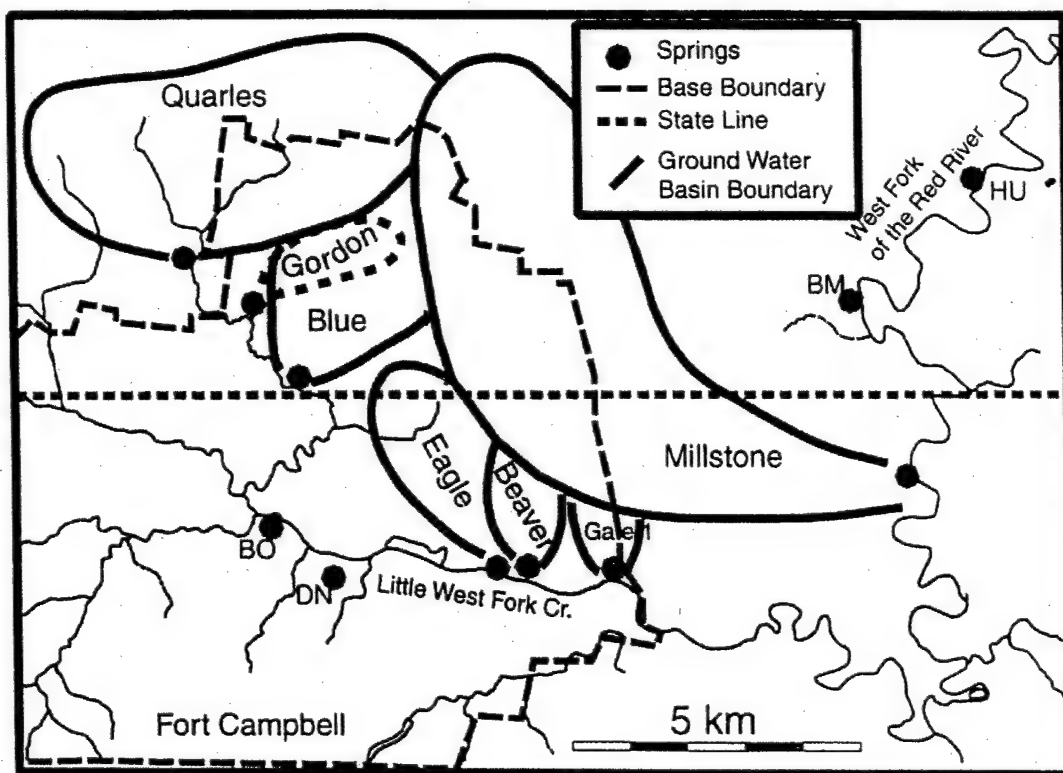 Springs
Base Boundary
State Line
Ground Water
Basin Boundary
Quarles
West Fork
of the Red River
HU
Gordon
BM
Blue
Eagle
Beaver
Millstone
Gate 1
BO
DN
Little West Fork Cr.
Fort Campbell
5 km